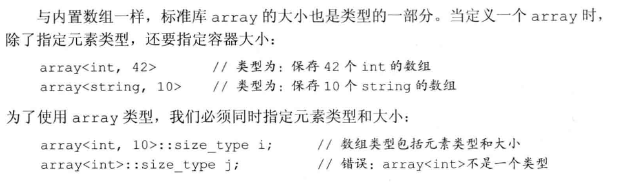 与内置数组一样，标准库 array 的大小也是类型的一部分。当定义一个 array 时，
除了指定元素类型，还要指定容器大小：
array<int, 42> // 类型为：保存 42 个 int 的数组
array<string, 10> // 类型为：保存 10 个 string 的数组
为了使用 array 类型，我们必须同时指定元素类型和大小：
array<int, 10>::size_type i; // 数组类型包括元素类型和大小
array<int>::size_type j; // 错误：array<int>不是一个类型